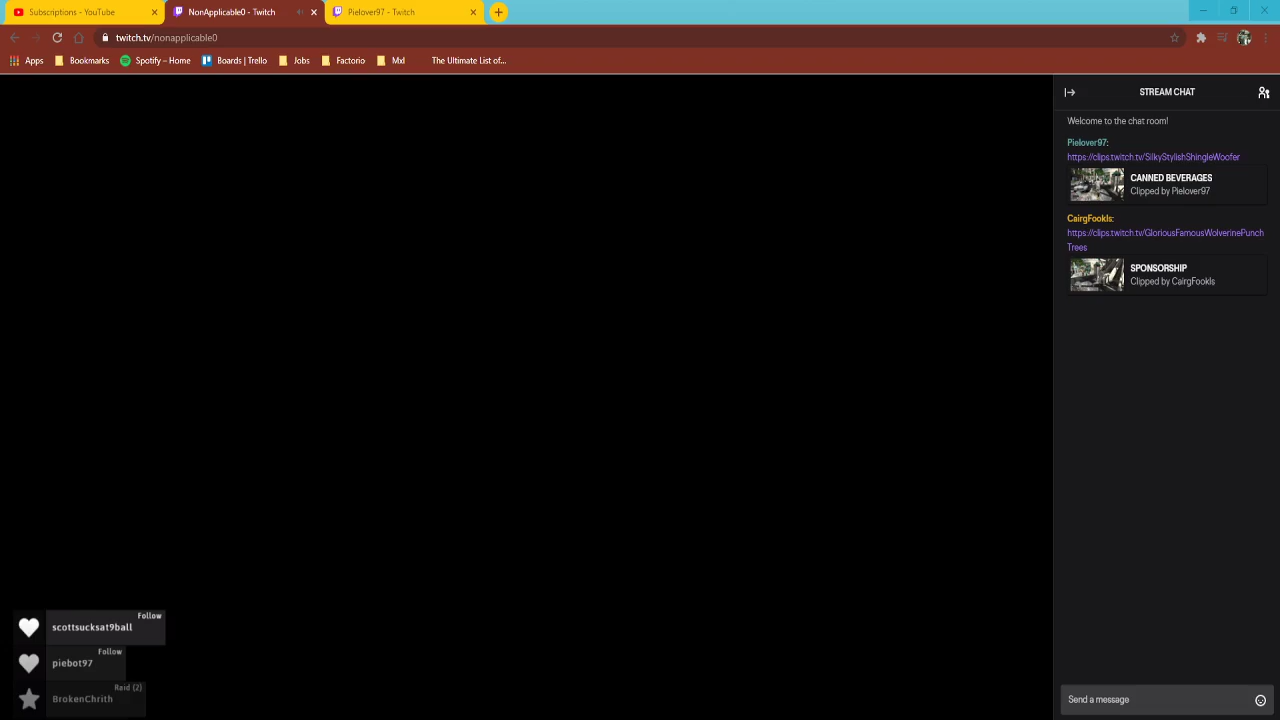 Subscriptions - YouTube
NonApplicable0 - Twitch
Pielover97 - Twitch
twitch.tv/nonapplicable0
Apps
Bookmarks
Spotify – Home
Boards | Trello
Jobs
Factorio
Mxl
The Ultimate List of...
STREAM CHAT
Welcome to the chat room!
Pielover97:
https://clips.twitch.tv/SilkyStylishShingleWoofer
CANNED BEVERAGES
Clipped by Pielover97
CairgFookls:
https://clips.twitch.tv/GloriousFamousWolverinePunch
Trees
SPONSORSHIP
Clipped by CairgFookls
Follow
scottsucksat9ball
Follow
piebot97
Raid (2)
BrokenChrith
Send a message